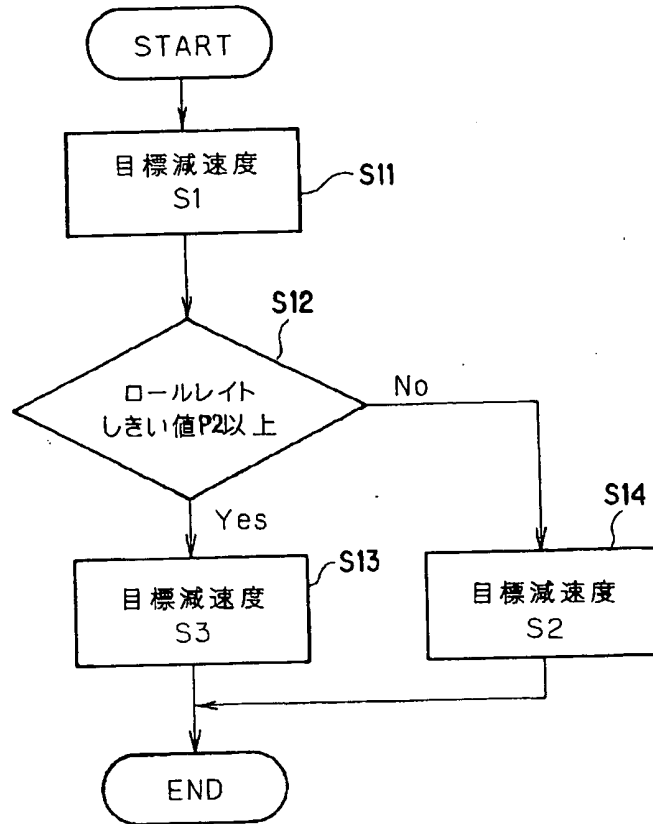 START
目標減速度
S1
S11
S12
ロールレイト
しきい値P2以上
No
Yes
S13
目標減速度
S3
S14
目標減速度
S2
END